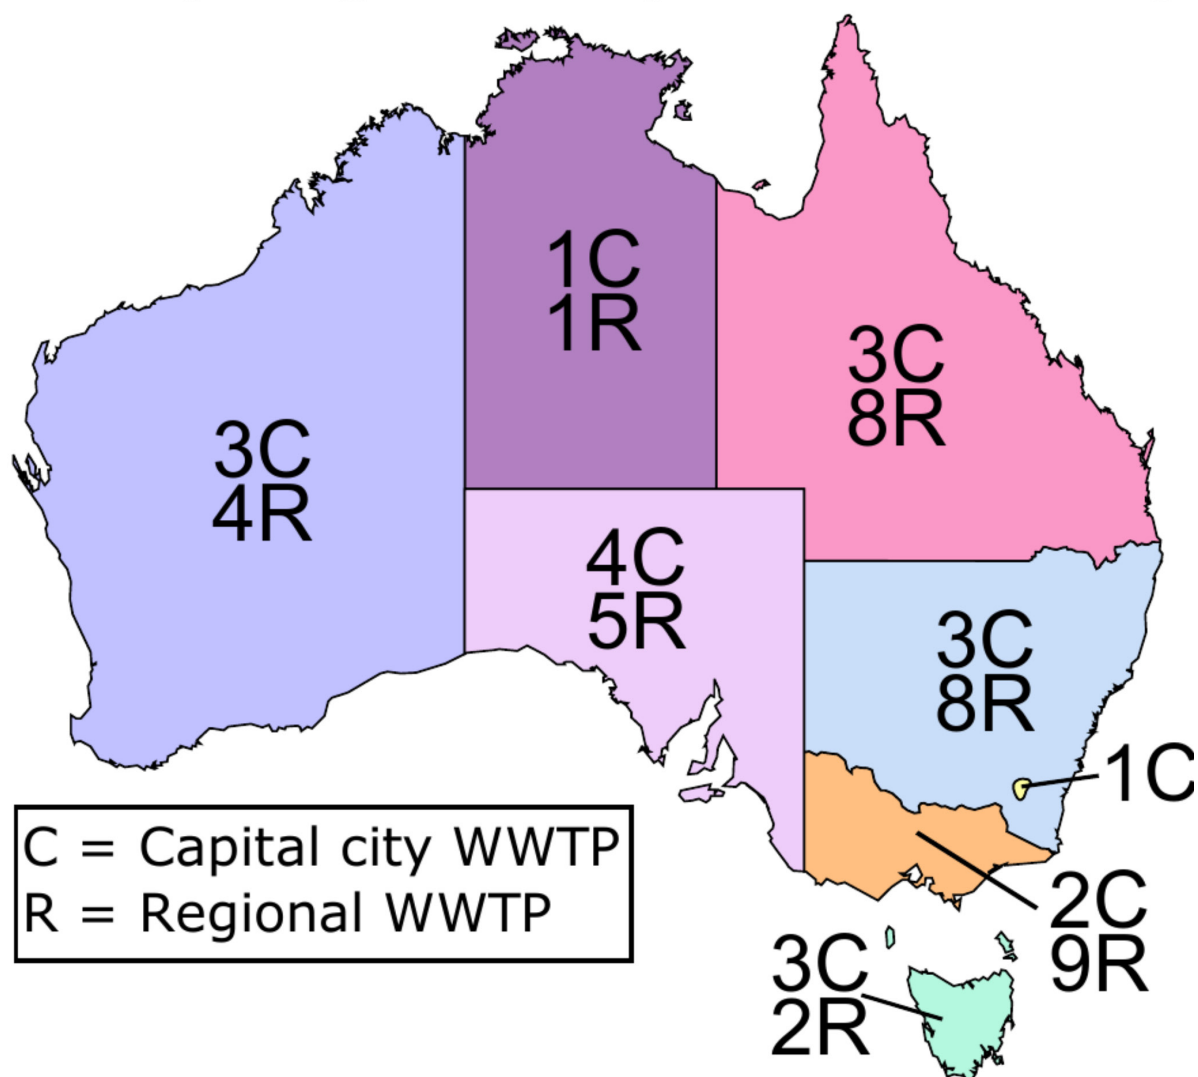 1C
1R
3C
8R
3C
4R
4C
5R
3C
8R
1C
C = Capital city WWTP
R = Regional WWTP
2C
9R
3C
2R